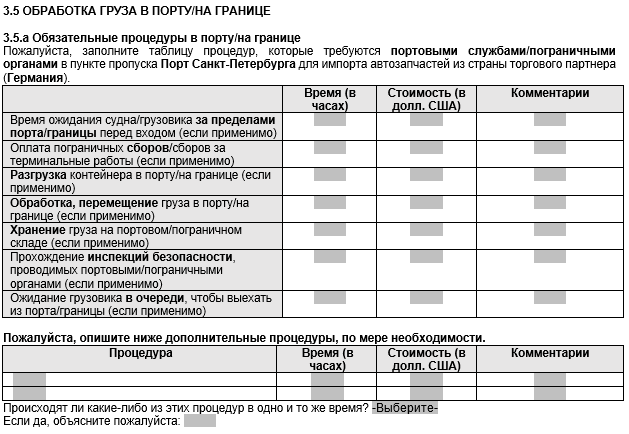 3.5 ОБРАБОТКА ГРУЗА В ПОРТУ/НА ГРАНИЦЕ
3.5.a Обязательные процедуры в порту/на границе
Пожалуйста, заполните таблицу процедур, которые требуются портовыми службами/пограничными
органами в пункте пропуска Порт Санкт-Петербурга для импорта автозапчастей из страны торгового партнера
(Германия).
Время (в часах) Стоимость (в долл. США) Комментарии
Время ожидания судна/грузовика за пределами
порта/границы перед входом (если применимо)
Оплата пограничных сборов/сборов за
терминальные работы (если применимо)
Разгрузка контейнера в порту/на границе (если
применимо)
Обработка, перемещение груза в порту/на
границе (если применимо)
Хранение груза на портовом/пограничном
складе (если применимо)
Прохождение инспекций безопасности,
проводимых портовыми/пограничными
органами (если применимо)
Ожидание грузовика в очереди, чтобы выехать
из порта/границы (если применимо)
Пожалуйста, опишите ниже дополнительные процедуры, по мере необходимости.
Процедура Время (в часах) Стоимость (в долл. США) Комментарии
Происходят ли какие-либо из этих процедур в одно и то же время? -Выберите-
Если да, объясните пожалуйста: